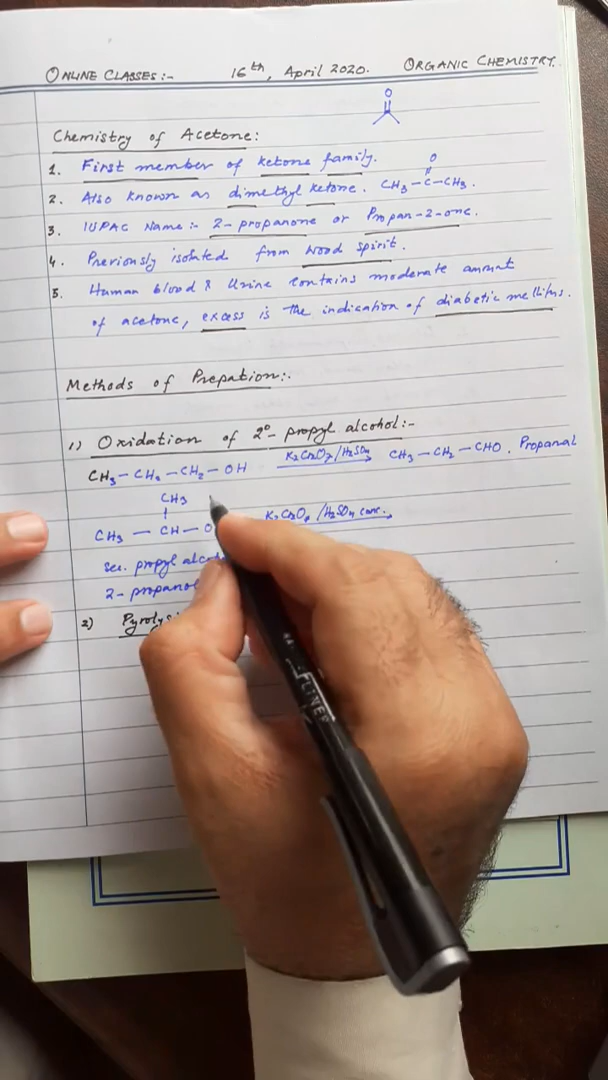 ONLINE CLASSES:- 16th, April 2020. ORGANIC CHEMISTRY.
O
Chemistry of Acetone:
1. First member of ketone family.
O
2. Also known as dimethyl ketone. CH3-C-CH3.
3. IUPAC Name:- 2-propanone or Propan-2-one.
4. Previously isolated from wood spirit.
5. Human blood & Urine contains moderate amount
of acetone, excess is the indication of diabetic mellitus.
Methods of Prepation:-
1) Oxidation of 2°- propyl alcohol:-
CH3-CH2-CH2-OH K2Cr2O7/H2SO4 CH3-CH2-CHO. Propanal
CH3
CH3 - CH - O K2Cr2O7/H2SO4 conc.
sec. propyl alcoh
2-propanol
2) Pyrolysi
LINER